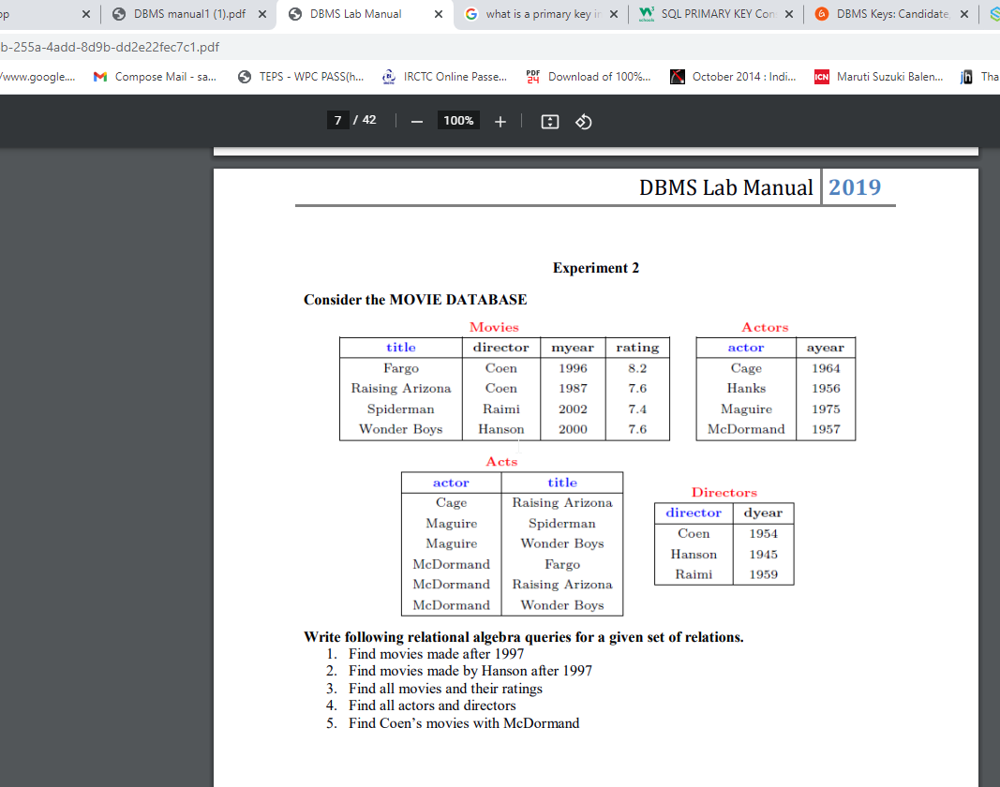 pp × DBMS manual1 (1).pdf × DBMS Lab Manual × what is a primary key in × SQL PRIMARY KEY Con × DBMS Keys: Candidate, ×
b-255a-4add-8d9b-dd2e22fec7c1.pdf
/www.google.... Compose Mail - sa... TEPS - WPC PASS(h... IRCTC Online Passe... Download of 100%... October 2014 : Indi... ICN Maruti Suzuki Balen... jh Tha
7 / 42 − 100% +
DBMS Lab Manual 2019
Experiment 2
Consider the MOVIE DATABASE
Movies
title director myear rating
Fargo Coen 1996 8.2
Raising Arizona Coen 1987 7.6
Spiderman Raimi 2002 7.4
Wonder Boys Hanson 2000 7.6
Actors
actor ayear
Cage 1964
Hanks 1956
Maguire 1975
McDormand 1957
Acts
actor title
Cage Raising Arizona
Maguire Spiderman
Maguire Wonder Boys
McDormand Fargo
McDormand Raising Arizona
McDormand Wonder Boys
Directors
director dyear
Coen 1954
Hanson 1945
Raimi 1959
Write following relational algebra queries for a given set of relations.
1. Find movies made after 1997
2. Find movies made by Hanson after 1997
3. Find all movies and their ratings
4. Find all actors and directors
5. Find Coen's movies with McDormand